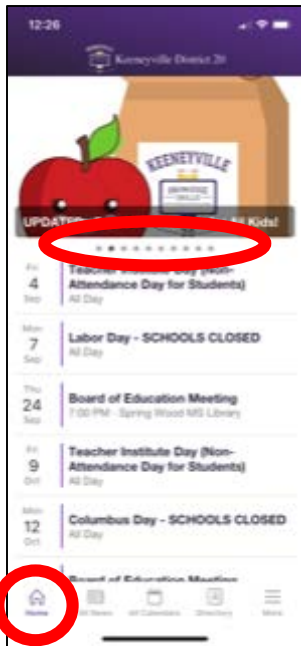 12:26
Keeneyville District 20
KEENEYVILLE
UPDATED
Kids!
Fri
4
Sep
Teacher Institute Day (Non-
Attendance Day for Students)
All Day
Mon
7
Sep
Labor Day - SCHOOLS CLOSED
All Day
Thu
24
Sep
Board of Education Meeting
7:00 PM - Spring Wood MS Library
Fri
9
Oct
Teacher Institute Day (Non-
Attendance Day for Students)
All Day
Mon
12
Oct
Columbus Day - SCHOOLS CLOSED
All Day
Board of Education Meeting
Home
All News
All Calendars
Directory
More